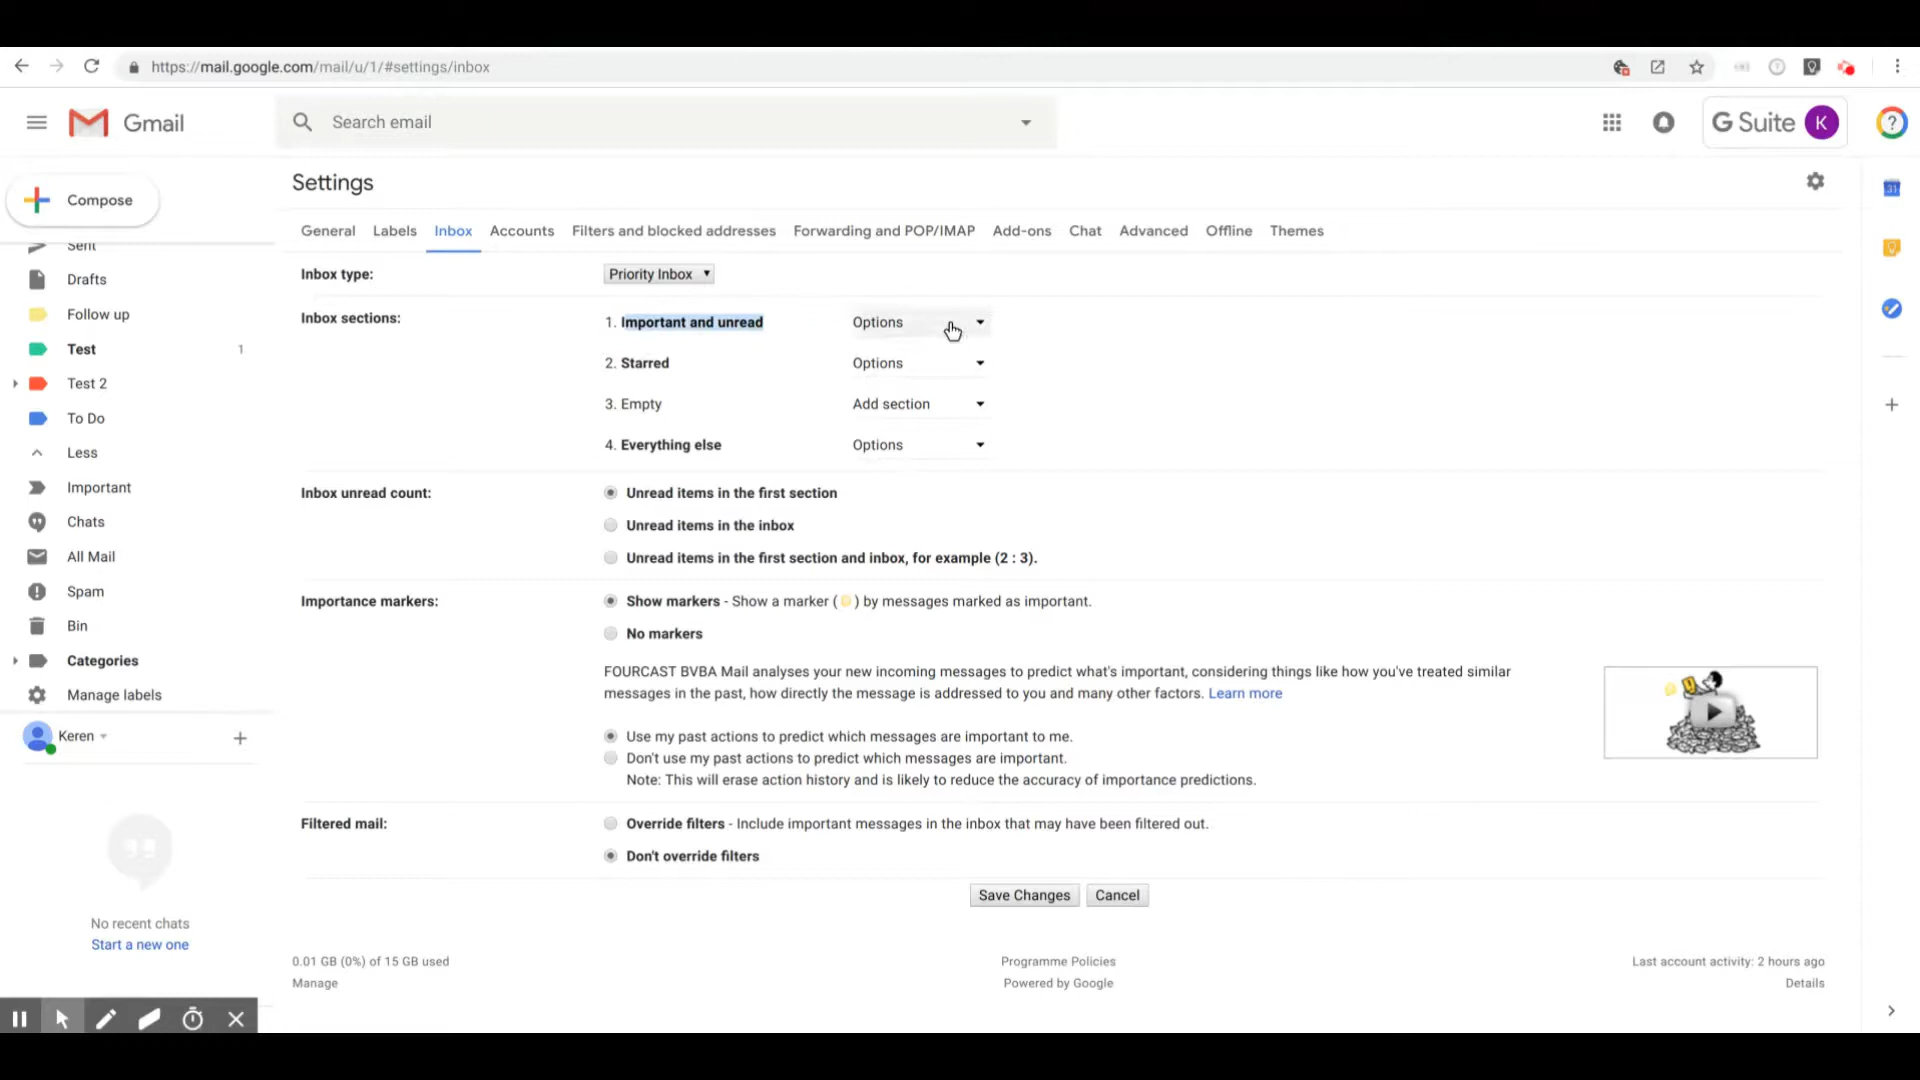 https://mail.google.com/mail/u/1/#settings/inbox
Gmail
Search email
G Suite K
?
Compose
Settings
31
General Labels Inbox Accounts Filters and blocked addresses Forwarding and POP/IMAP Add-ons Chat Advanced Offline Themes
Sent
Drafts
Follow up
Test 1
Test 2
To Do
Less
Important
Chats
All Mail
Spam
Bin
Categories
Manage labels
Keren
No recent chats
Start a new one
Inbox type: Priority Inbox
Inbox sections: 1. Important and unread Options
2. Starred Options
3. Empty Add section
4. Everything else Options
Inbox unread count: Unread items in the first section
Unread items in the inbox
Unread items in the first section and inbox, for example (2 : 3).
Importance markers: Show markers - Show a marker ( ) by messages marked as important.
No markers
FOURCAST BVBA Mail analyses your new incoming messages to predict what's important, considering things like how you've treated similar
messages in the past, how directly the message is addressed to you and many other factors. Learn more
Use my past actions to predict which messages are important to me.
Don't use my past actions to predict which messages are important.
Note: This will erase action history and is likely to reduce the accuracy of importance predictions.
Filtered mail: Override filters - Include important messages in the inbox that may have been filtered out.
Don't override filters
Save Changes Cancel
0.01 GB (0%) of 15 GB used
Manage
Programme Policies
Powered by Google
Last account activity: 2 hours ago
Details